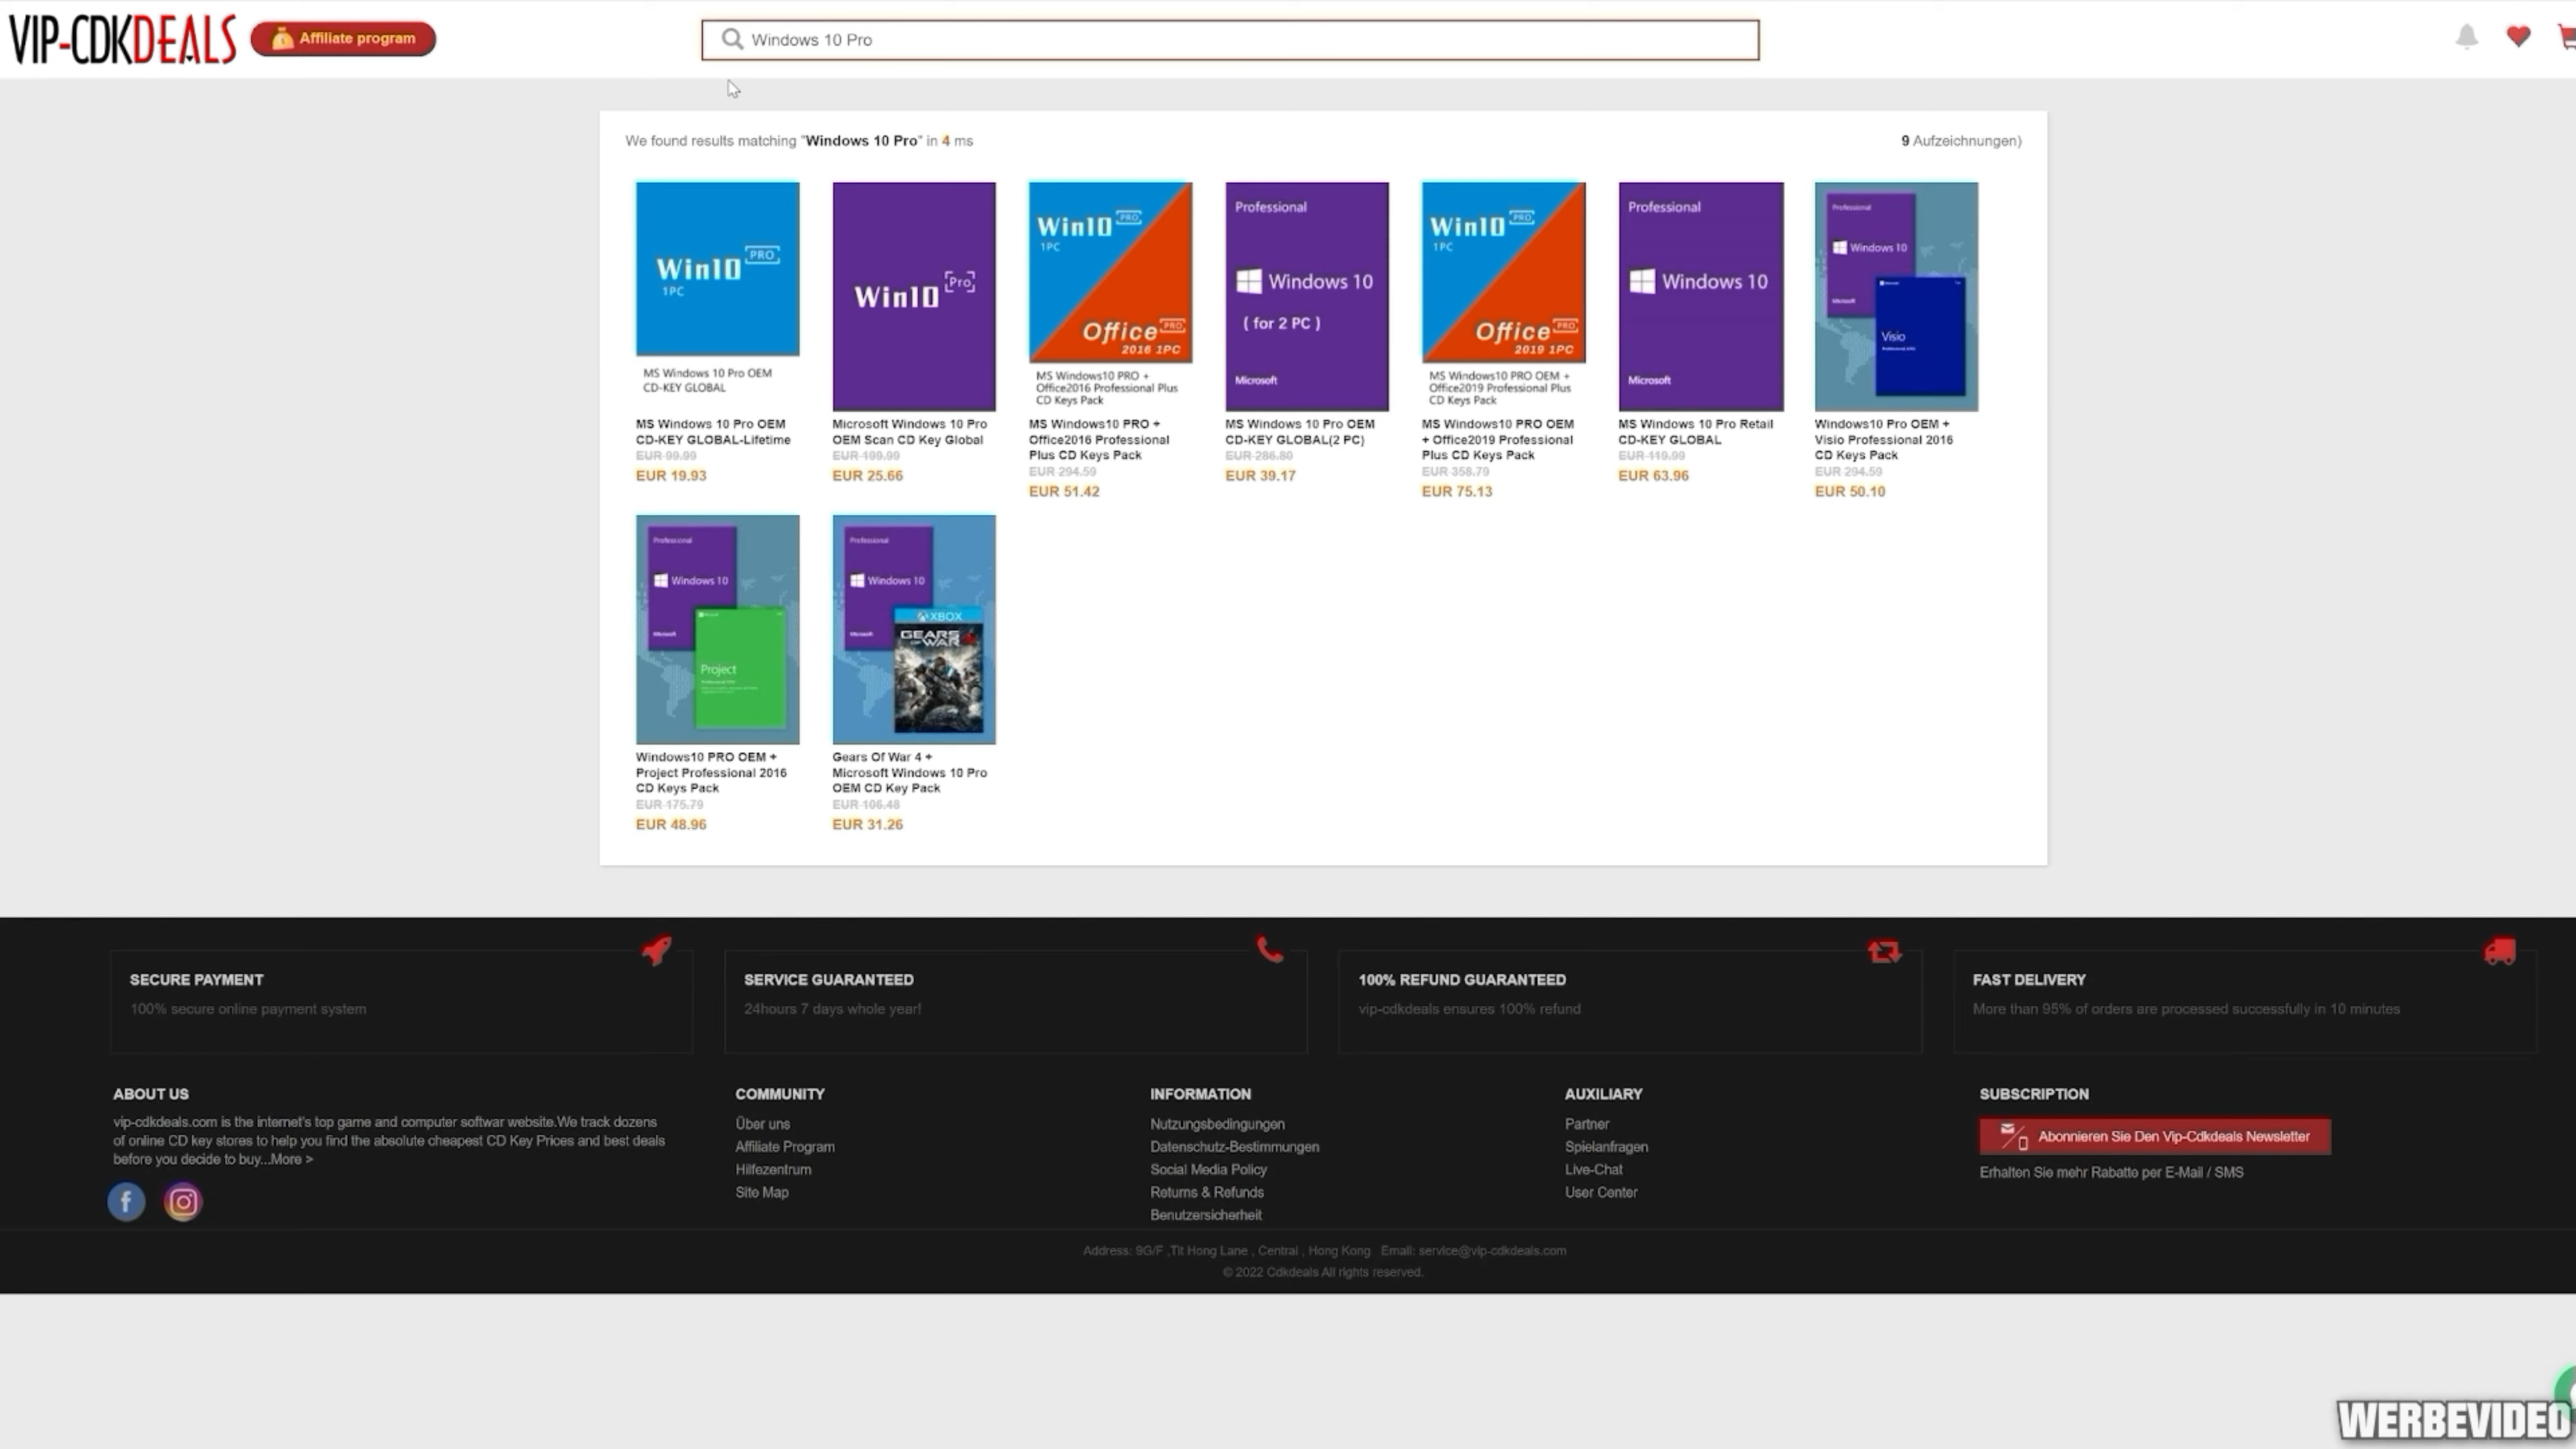 VIP-CDKDEALS
Affiliate program
Windows 10 Pro
We found results matching "Windows 10 Pro" in 4 ms
9 Aufzeichnungen)
Win10 PRO
1PC
MS Windows 10 Pro OEM
CD-KEY GLOBAL
MS Windows 10 Pro OEM
CD-KEY GLOBAL-Lifetime
EUR 99.99
EUR 19.93
Win10 Pro
Microsoft Windows 10 Pro
OEM Scan CD Key Global
EUR 199.99
EUR 25.66
Win10 PRO
1PC
Office PRO
2016 1PC
MS Windows10 PRO +
Office2016 Professional Plus
CD Keys Pack
MS Windows10 PRO +
Office2016 Professional
Plus CD Keys Pack
EUR 294.59
EUR 51.42
Professional
Windows 10
( for 2 PC )
Microsoft
MS Windows 10 Pro OEM
CD-KEY GLOBAL(2 PC)
EUR 286.80
EUR 39.17
Win10 PRO
1PC
Office PRO
2019 1PC
MS Windows10 PRO OEM +
Office2019 Professional Plus
CD Keys Pack
MS Windows10 PRO OEM
+ Office2019 Professional
Plus CD Keys Pack
EUR 358.79
EUR 75.13
Professional
Windows 10
Microsoft
MS Windows 10 Pro Retail
CD-KEY GLOBAL
EUR 119.99
EUR 63.96
Professional
Windows 10
Microsoft
Visio
Windows10 Pro OEM +
Visio Professional 2016
CD Keys Pack
EUR 294.59
EUR 50.10
Professional
Windows 10
Microsoft
Project
Windows10 PRO OEM +
Project Professional 2016
CD Keys Pack
EUR 175.79
EUR 48.96
Professional
Windows 10
Microsoft
XBOX
GEARS
OF WAR 4
Gears Of War 4 +
Microsoft Windows 10 Pro
OEM CD Key Pack
EUR 106.48
EUR 31.26
SECURE PAYMENT
100% secure online payment system
SERVICE GUARANTEED
24hours 7 days whole year!
100% REFUND GUARANTEED
vip-cdkdeals ensures 100% refund
FAST DELIVERY
More than 95% of orders are processed successfully in 10 minutes
ABOUT US
vip-cdkdeals.com is the internet's top game and computer softwar website.We track dozens
of online CD key stores to help you find the absolute cheapest CD Key Prices and best deals
before you decide to buy...More >
COMMUNITY
Über uns
Affiliate Program
Hilfezentrum
Site Map
INFORMATION
Nutzungsbedingungen
Datenschutz-Bestimmungen
Social Media Policy
Returns & Refunds
Benutzersicherheit
AUXILIARY
Partner
Spielanfragen
Live-Chat
User Center
SUBSCRIPTION
Abonnieren Sie Den Vip-Cdkdeals Newsletter
Erhalten Sie mehr Rabatte per E-Mail / SMS
Address: 9G/F ,Tit Hong Lane , Central , Hong Kong Email: service@vip-cdkdeals.com
© 2022 Cdkdeals All rights reserved.
WERBEVIDEO